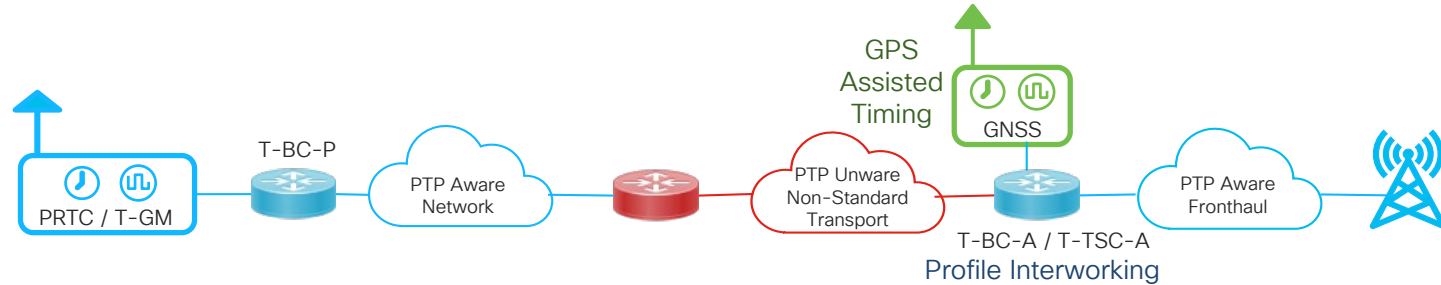 GPS
Assisted
Timing
GNSS
T-BC-P
PRTC / T-GM
PTP Aware
Network
PTP Unware
Non-Standard
Transport
PTP Aware
Fronthaul
T-BC-A / T-TSC-A
Profile Interworking